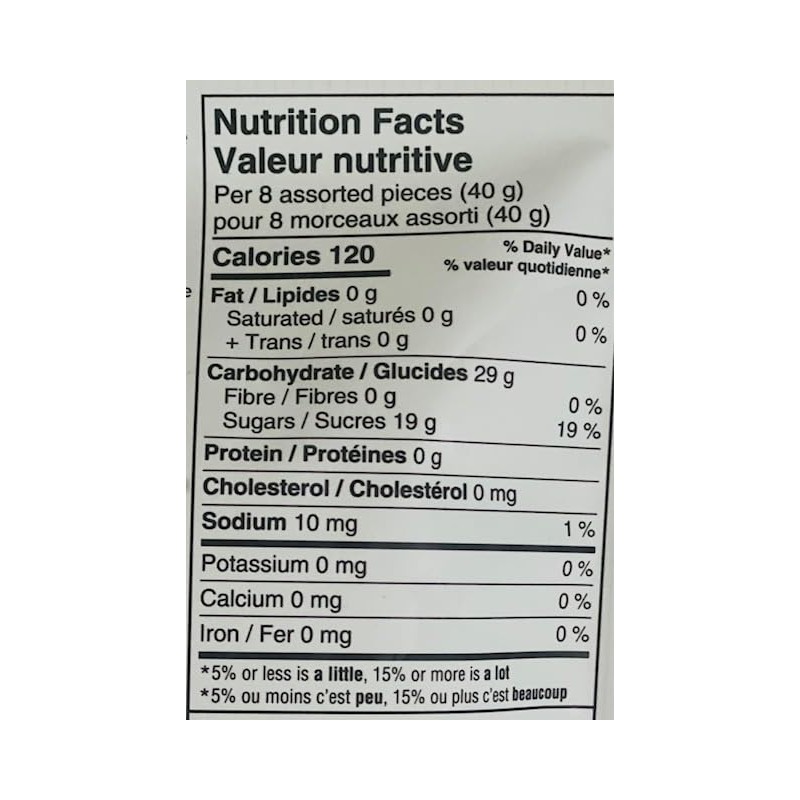 Nutrition Facts
Valeur nutritive
Per 8 assorted pieces (40 g)
pour 8 morceaux assorti (40 g)
Calories 120
% Daily Value*
% valeur quotidienne*
Fat / Lipides 0 g 0 %
Saturated / saturés 0 g
+ Trans / trans 0 g 0 %
Carbohydrate / Glucides 29 g
Fibre / Fibres 0 g 0 %
Sugars / Sucres 19 g 19 %
Protein / Protéines 0 g
Cholesterol / Cholestérol 0 mg
Sodium 10 mg 1 %
Potassium 0 mg 0 %
Calcium 0 mg 0 %
Iron / Fer 0 mg 0 %
*5% or less is a little, 15% or more is a lot
*5% ou moins c'est peu, 15% ou plus c'est beaucoup